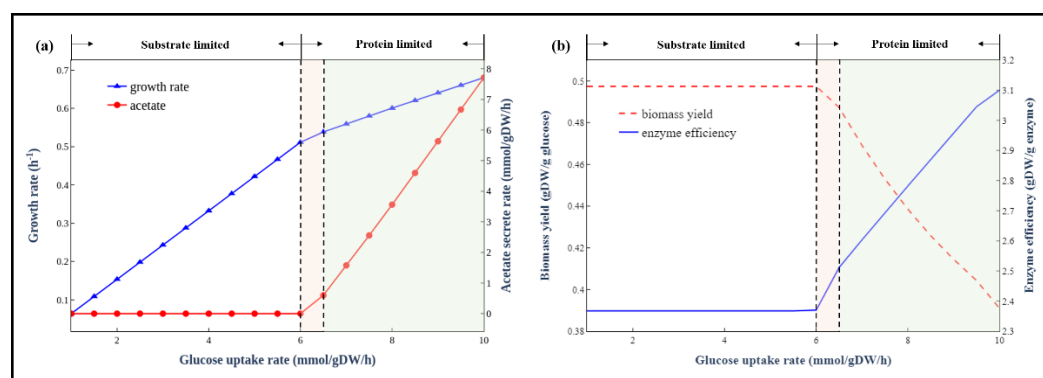 (a)
Substrate limited
Protein limited
growth rate
acetate
Growth rate (h-1)
0.7
0.6
0.5
0.4
0.3
0.2
0.1
Acetate secrete rate (mmol/gDW/h)
8
7
6
5
4
3
2
1
0
2
4
6
8
10
Glucose uptake rate (mmol/gDW/h)
(b)
Substrate limited
Protein limited
biomass yield
enzyme efficiency
Biomass yield (gDW/g glucose)
0.5
0.48
0.46
0.44
0.42
0.4
0.38
Enzyme efficiency (gDW/g enzyme)
3.2
3.1
3
2.9
2.8
2.7
2.6
2.5
2.4
2.3
2
4
6
8
10
Glucose uptake rate (mmol/gDW/h)